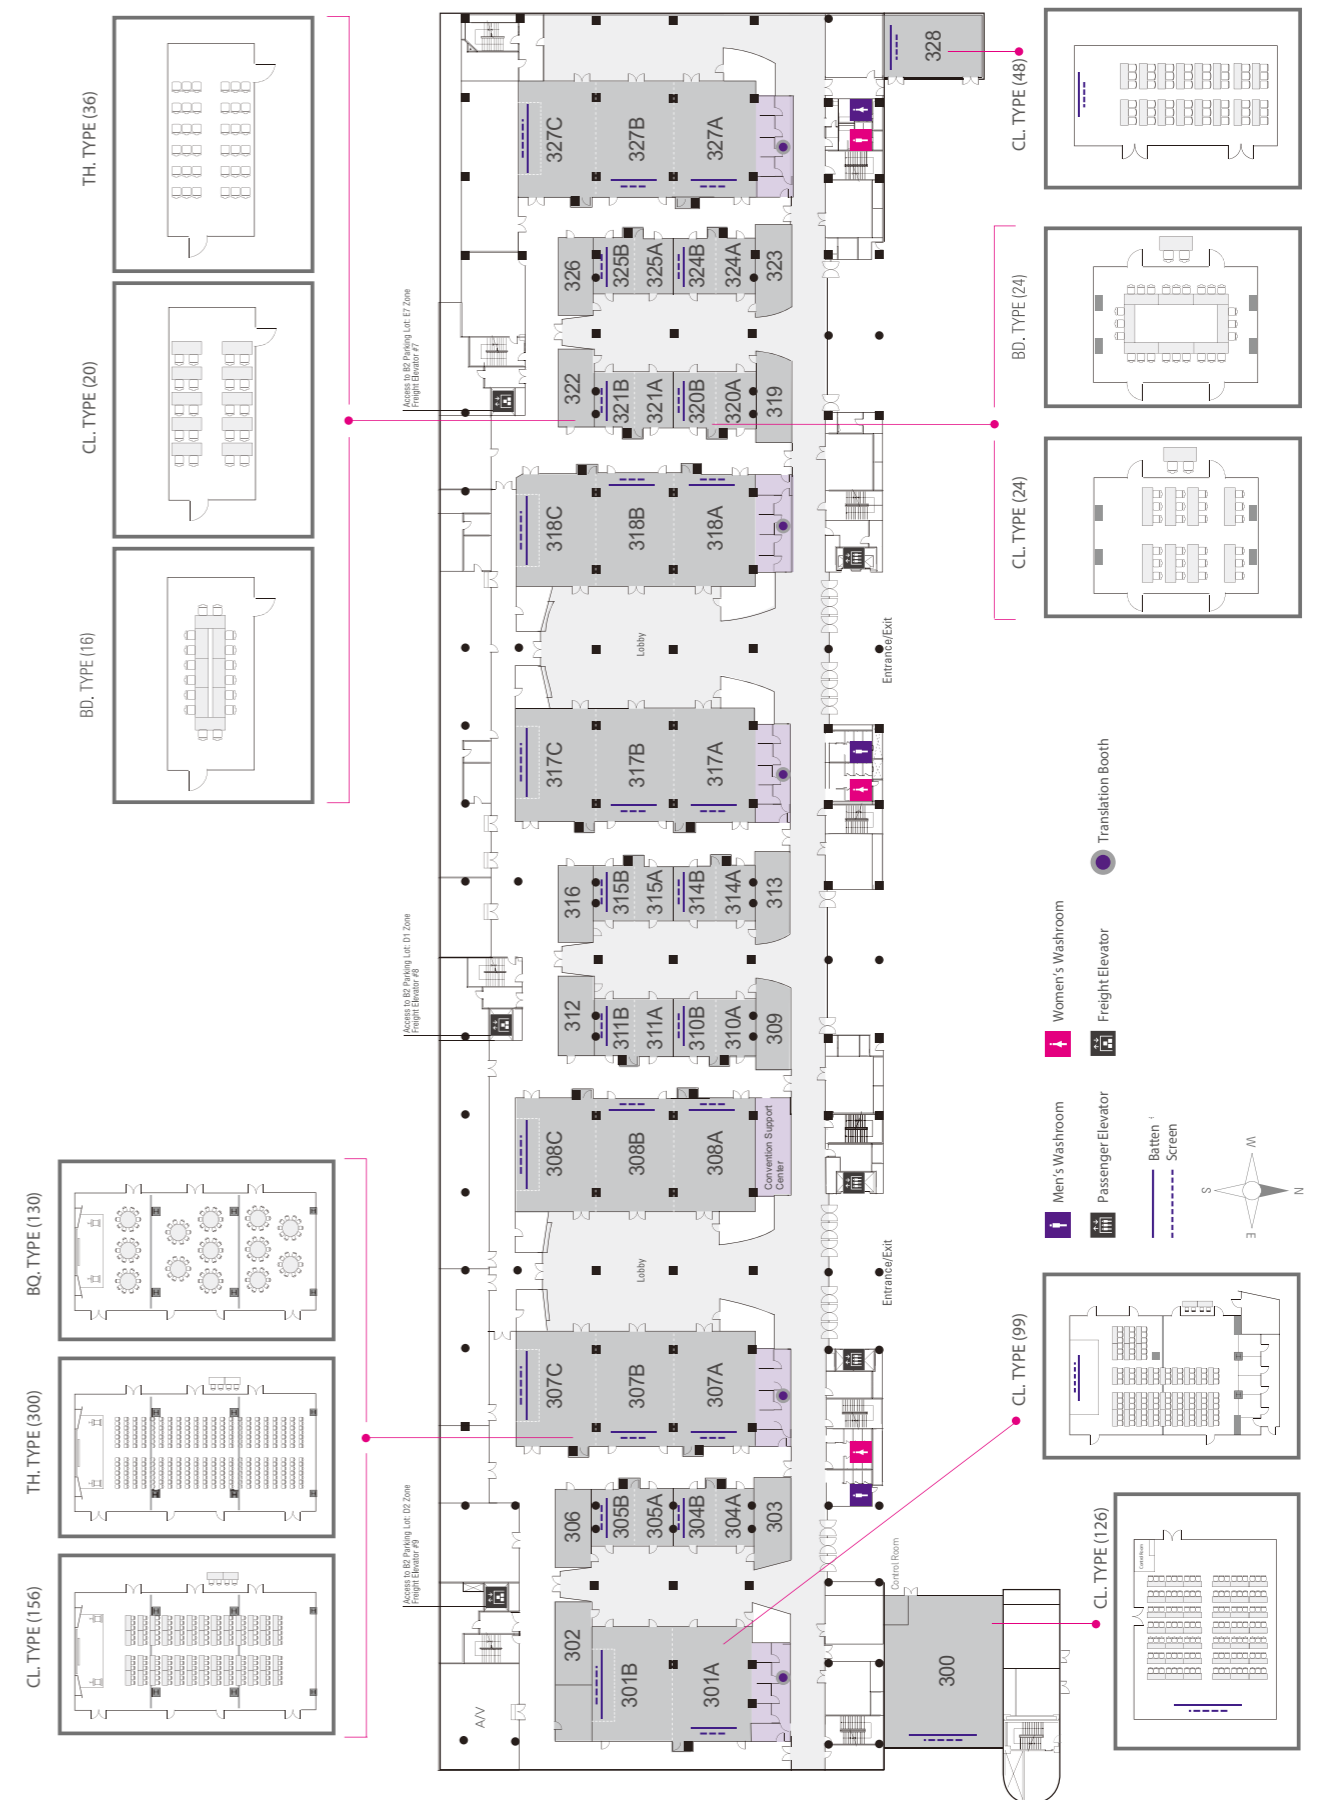 TH. TYPE (36)
CL. TYPE (20)
BD. TYPE (16)
BQ. TYPE (130)
TH. TYPE (300)
CL. TYPE (156)
CL. TYPE (48)
BD. TYPE (24)
CL. TYPE (24)
CL. TYPE (99)
CL. TYPE (126)
Control Room
328
327C
327B
327A
326
325B
325A
324B
324A
323
Access to B2 Parking Lot: E7 Zone
Freight Elevator #7
322
321B
321A
320B
320A
319
318C
318B
318A
Lobby
Entrance/Exit
317C
317B
317A
316
315B
315A
314B
314A
313
Access to B2 Parking Lot: D1 Zone
Freight Elevator #8
312
311B
311A
310B
310A
309
308C
308B
308A
Convention Support
Center
Lobby
Entrance/Exit
307C
307B
307A
306
305B
305A
304B
304A
303
Access to B2 Parking Lot: D2 Zone
Freight Elevator #9
302
301B
301A
A/V
Control Room
300
Men's Washroom
Women's Washroom
Translation Booth
Passenger Elevator
Freight Elevator
Batten
Screen
W
S
N
E